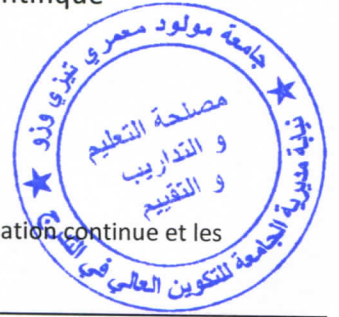 جامعة مولود معمري تيزي وزو
مصلحة التعليم
و التداريب
و التقييم
نيابة مديرية الجامعة للتكوين العالي في
ation continue et les